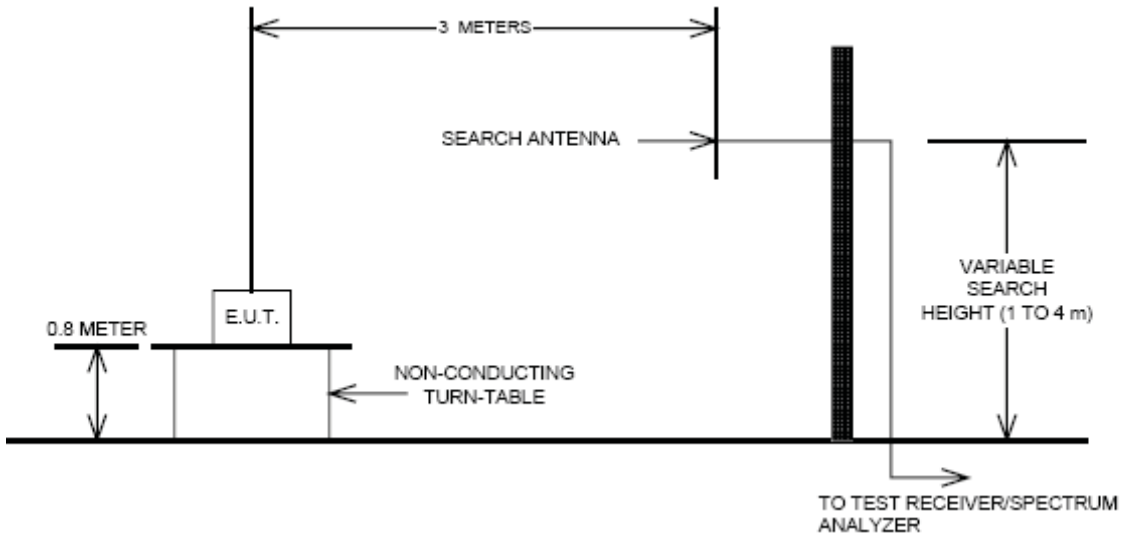 3 METERS
SEARCH ANTENNA
E.U.T.
0.8 METER
NON-CONDUCTING
TURN-TABLE
VARIABLE
SEARCH
HEIGHT (1 TO 4 m)
TO TEST RECEIVER/SPECTRUM
ANALYZER